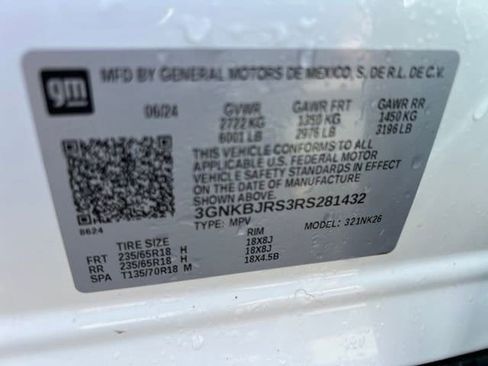 gm
MFD BY GENERAL MOTORS DE MEXICO, S. DE R.L. DE C.V.
06/24 GVWR GAWR FRT GAWR RR
2722 KG 1350 KG 1450 KG
6001 LB 2976 LB 3196 LB
THIS VEHICLE CONFORMS TO ALL
APPLICABLE U.S. FEDERAL MOTOR
VEHICLE SAFETY STANDARDS IN
EFFECT ON THE DATE OF
MANUFACTURE SHOWN ABOVE.
3GNKBJRS3RS281432
TYPE: MPV MODEL: 321NK26
8624
TIRE SIZE RIM
FRT 235/65R18 H 18X8J
RR 235/65R18 H 18X8J
SPA T135/70R18 M 18X4.5B